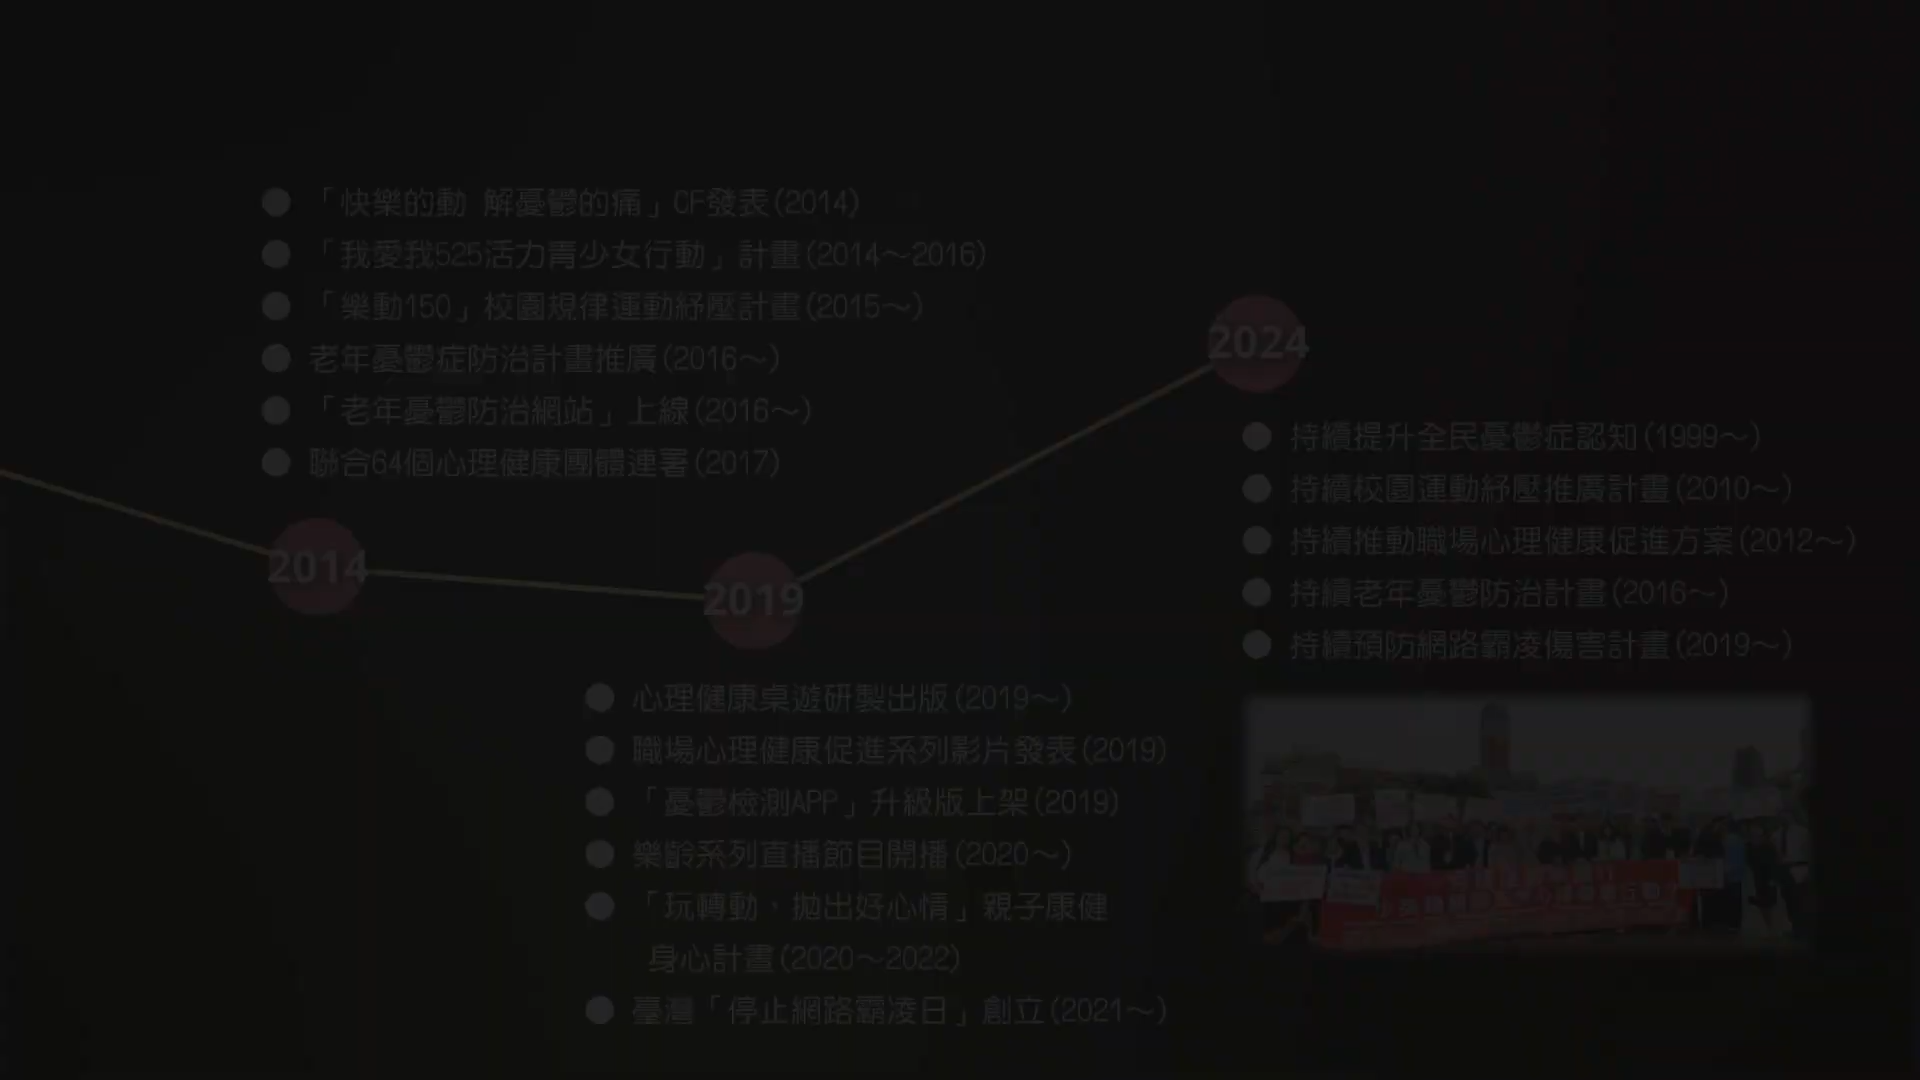 「快樂的動 解憂鬱的痛」CF發表(2014)
「我愛我525活力青少女行動」計畫(2014～2016)
「樂動150」校園規律運動紓壓計畫(2015～)
老年憂鬱症防治計畫推廣(2016～)
「老年憂鬱防治網站」上線(2016～)
聯合64個心理健康團體連署(2017)
2014
2019
心理健康桌遊研製出版(2019～)
職場心理健康促進系列影片發表(2019)
「憂鬱檢測APP」升級版上架(2019)
樂齡系列直播節目開播(2020～)
「玩轉動，拋出好心情」親子康健
身心計畫(2020～2022)
臺灣「停止網路霸凌日」創立(2021～)
2024
持續提升全民憂鬱症認知(1999～)
持續校園運動紓壓推廣計畫(2010～)
持續推動職場心理健康促進方案(2012～)
持續老年憂鬱防治計畫(2016～)
持續預防網路霸凌傷害計畫(2019～)